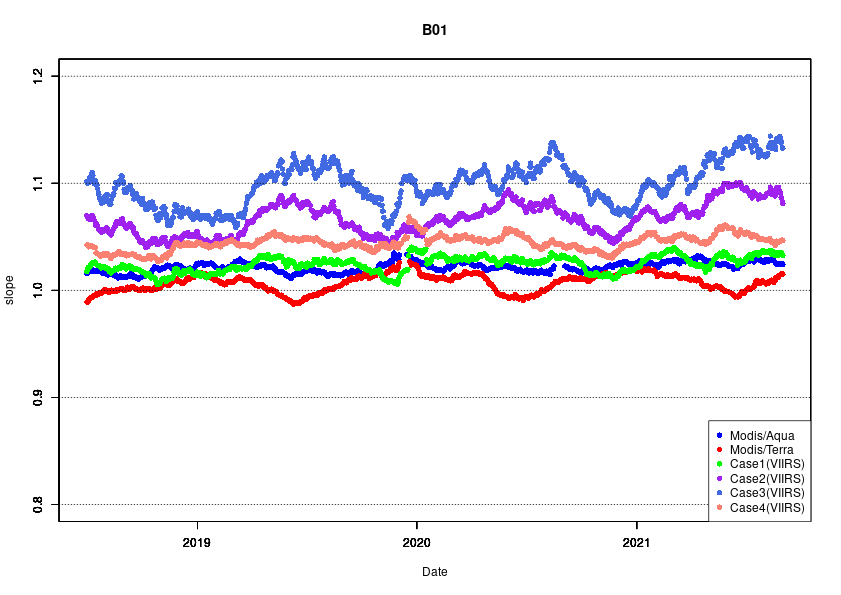 B01
1.2
1.1
1.0
0.9
0.8
slope
2019
2020
2021
Date
Modis/Aqua
Modis/Terra
Case1(VIIRS)
Case2(VIIRS)
Case3(VIIRS)
Case4(VIIRS)